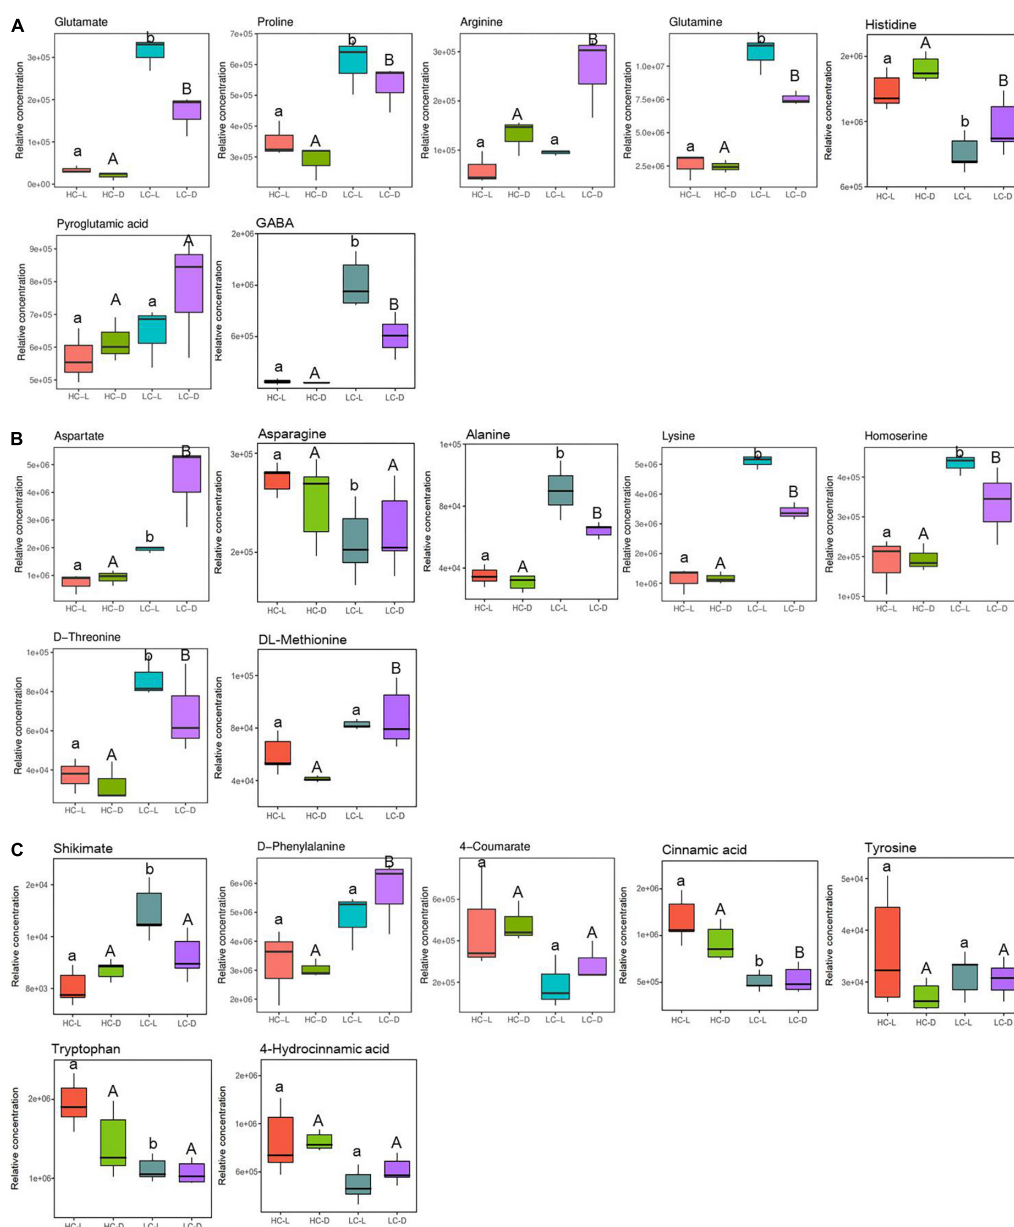 A
Glutamate
Relative concentration
3e+05
2e+05
1e+05
0e+00
a A b B
HC-L HC-D LC-L LC-D
Proline
Relative concentration
7e+05
6e+05
5e+05
4e+05
3e+05
a A b A
HC-L HC-D LC-L LC-D
Arginine
Relative concentration
3e+05
2e+05
1e+05
a A a B
HC-L HC-D LC-L LC-D
Glutamine
Relative concentration
1.0e+07
7.5e+06
5.0e+06
2.5e+06
a A b B
HC-L HC-D LC-L LC-D
Histidine
Relative concentration
2e+06
1e+06
6e+05
a A b B
HC-L HC-D LC-L LC-D
Pyroglutamic acid
Relative concentration
9e+05
8e+05
7e+05
6e+05
5e+05
a A a A
HC-L HC-D LC-L LC-D
GABA
Relative concentration
2e+06
1e+06
6e+05
a A b B
HC-L HC-D LC-L LC-D
B
Aspartate
Relative concentration
5e+06
4e+06
3e+06
2e+06
1e+06
a A b B
HC-L HC-D LC-L LC-D
Asparagine
Relative concentration
3e+05
2e+05
a A b A
HC-L HC-D LC-L LC-D
Alanine
Relative concentration
1e+05
8e+04
4e+04
a A b B
HC-L HC-D LC-L LC-D
Lysine
Relative concentration
5e+06
4e+06
3e+06
2e+06
1e+06
a A b B
HC-L HC-D LC-L LC-D
Homoserine
Relative concentration
4e+05
3e+05
2e+05
1e+05
a A b B
HC-L HC-D LC-L LC-D
D–Threonine
Relative concentration
1e+05
8e+04
6e+04
4e+04
a A b B
HC–L HC–D LC–L LC–D
DL-Methionine
Relative concentration
1e+05
8e+04
4e+04
a A a B
HC-L HC-D LC-L LC-D
C
Shikimate
Relative concentration
2e+04
1e+04
8e+03
a A b A
HC-L HC-D LC-L LC-D
D–Phenylalanine
Relative concentration
6e+06
5e+06
4e+06
3e+06
2e+06
a A a B
HC-L HC-D LC-L LC-D
4–Coumarate
Relative concentration
6e+05
4e+05
2e+05
a A a A
HC-L HC-D LC-L LC-D
Cinnamic acid
Relative concentration
2e+06
1e+06
5e+05
a A b B
HC-L HC-D LC-L LC-D
Tyrosine
Relative concentration
5e+04
4e+04
3e+04
a A a A
HC-L HC-D LC-L LC-D
Tryptophan
Relative concentration
2e+06
1e+06
a A b A
HC-L HC-D LC-L LC-D
4-Hydrocinnamic acid
Relative concentration
2e+06
1e+06
6e+05
a A a A
HC-L HC-D LC-L LC-D